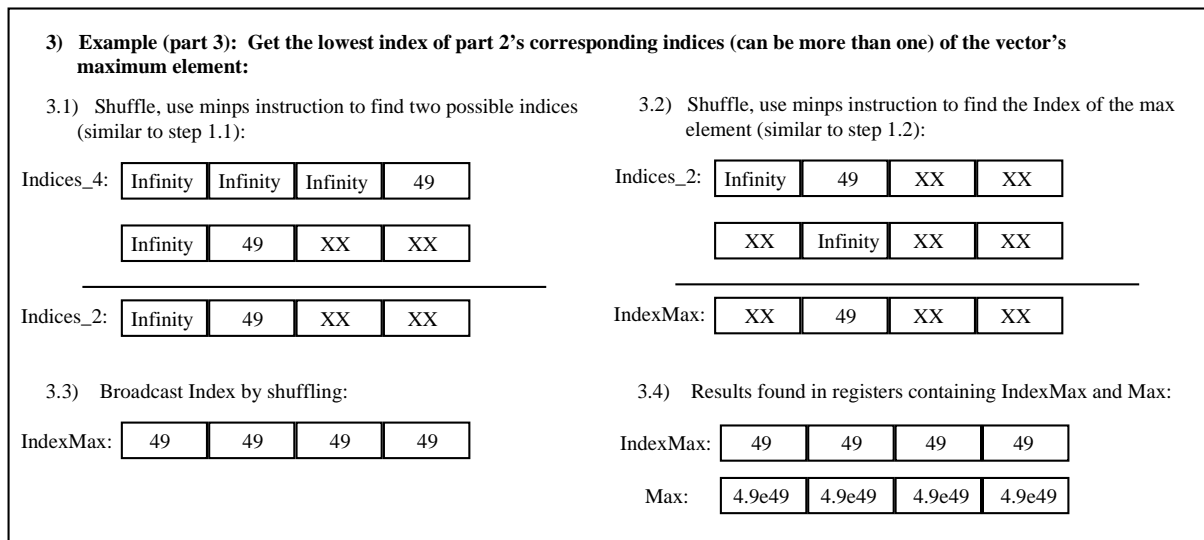 3) Example (part 3): Get the lowest index of part 2's corresponding indices (can be more than one) of the vector's
maximum element:
3.1) Shuffle, use minps instruction to find two possible indices
(similar to step 1.1):
Indices_4: Infinity Infinity Infinity 49
Infinity 49 XX XX
Indices_2: Infinity 49 XX XX
3.2) Shuffle, use minps instruction to find the Index of the max
element (similar to step 1.2):
Indices_2: Infinity 49 XX XX
XX Infinity XX XX
IndexMax: XX 49 XX XX
3.3) Broadcast Index by shuffling:
IndexMax: 49 49 49 49
3.4) Results found in registers containing IndexMax and Max:
IndexMax: 49 49 49 49
Max: 4.9e49 4.9e49 4.9e49 4.9e49